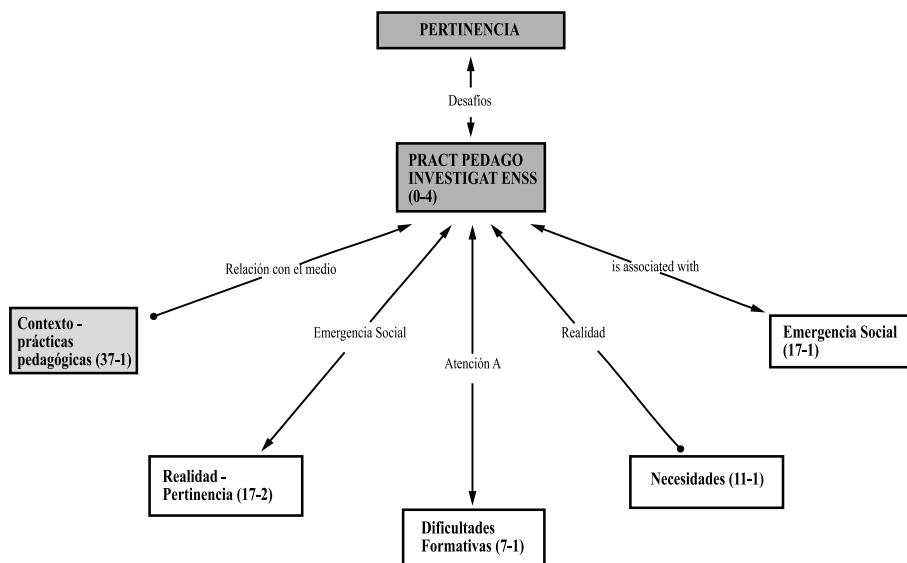 PERTINENCIA
Desafíos
PRACT PEDAGO
INVESTIGAT ENSS
(0-4)
Relación con el medio
is associated with
Contexto -
prácticas
pedagógicas (37-1)
Emergencia Social
Realidad
Emergencia Social
(17-1)
Atención A
Realidad -
Pertinencia (17-2)
Necesidades (11-1)
Dificultades
Formativas (7-1)